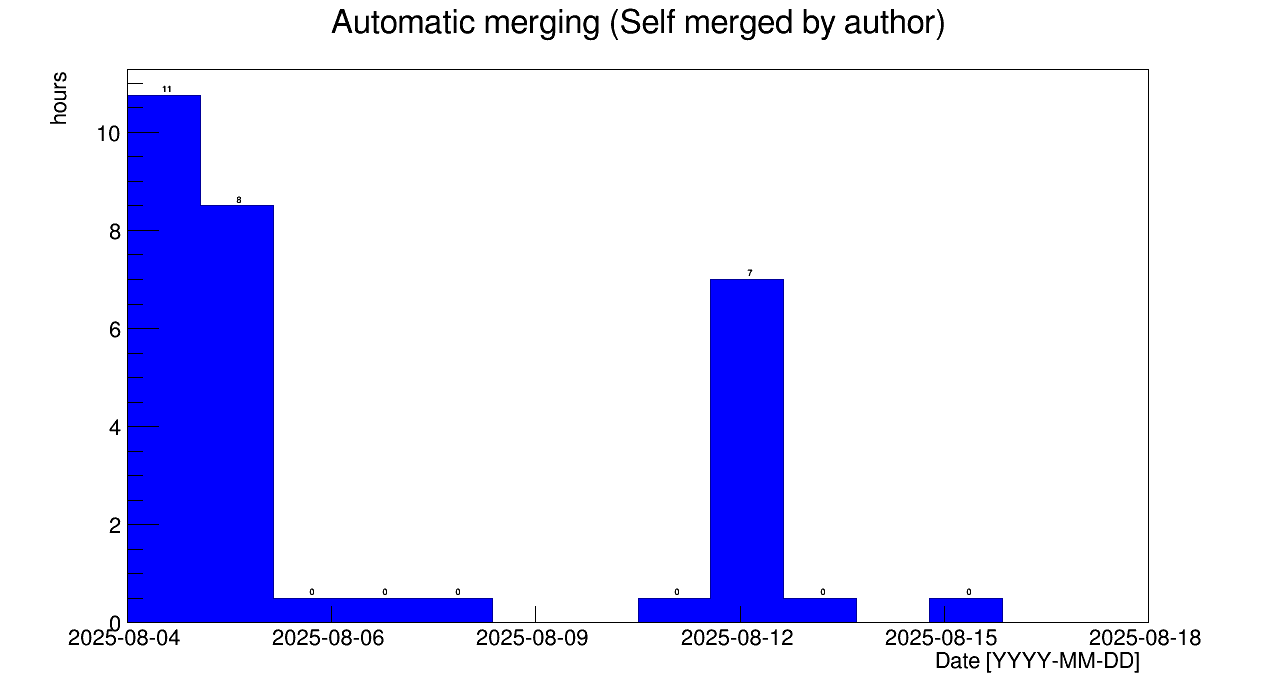 Automatic merging (Self merged by author)
hours
11
10
8
8
7
6
4
2
0 0 0 0 0 0
0
2025-08-04 2025-08-06 2025-08-09 2025-08-12 2025-08-15 2025-08-18
Date [YYYY-MM-DD]